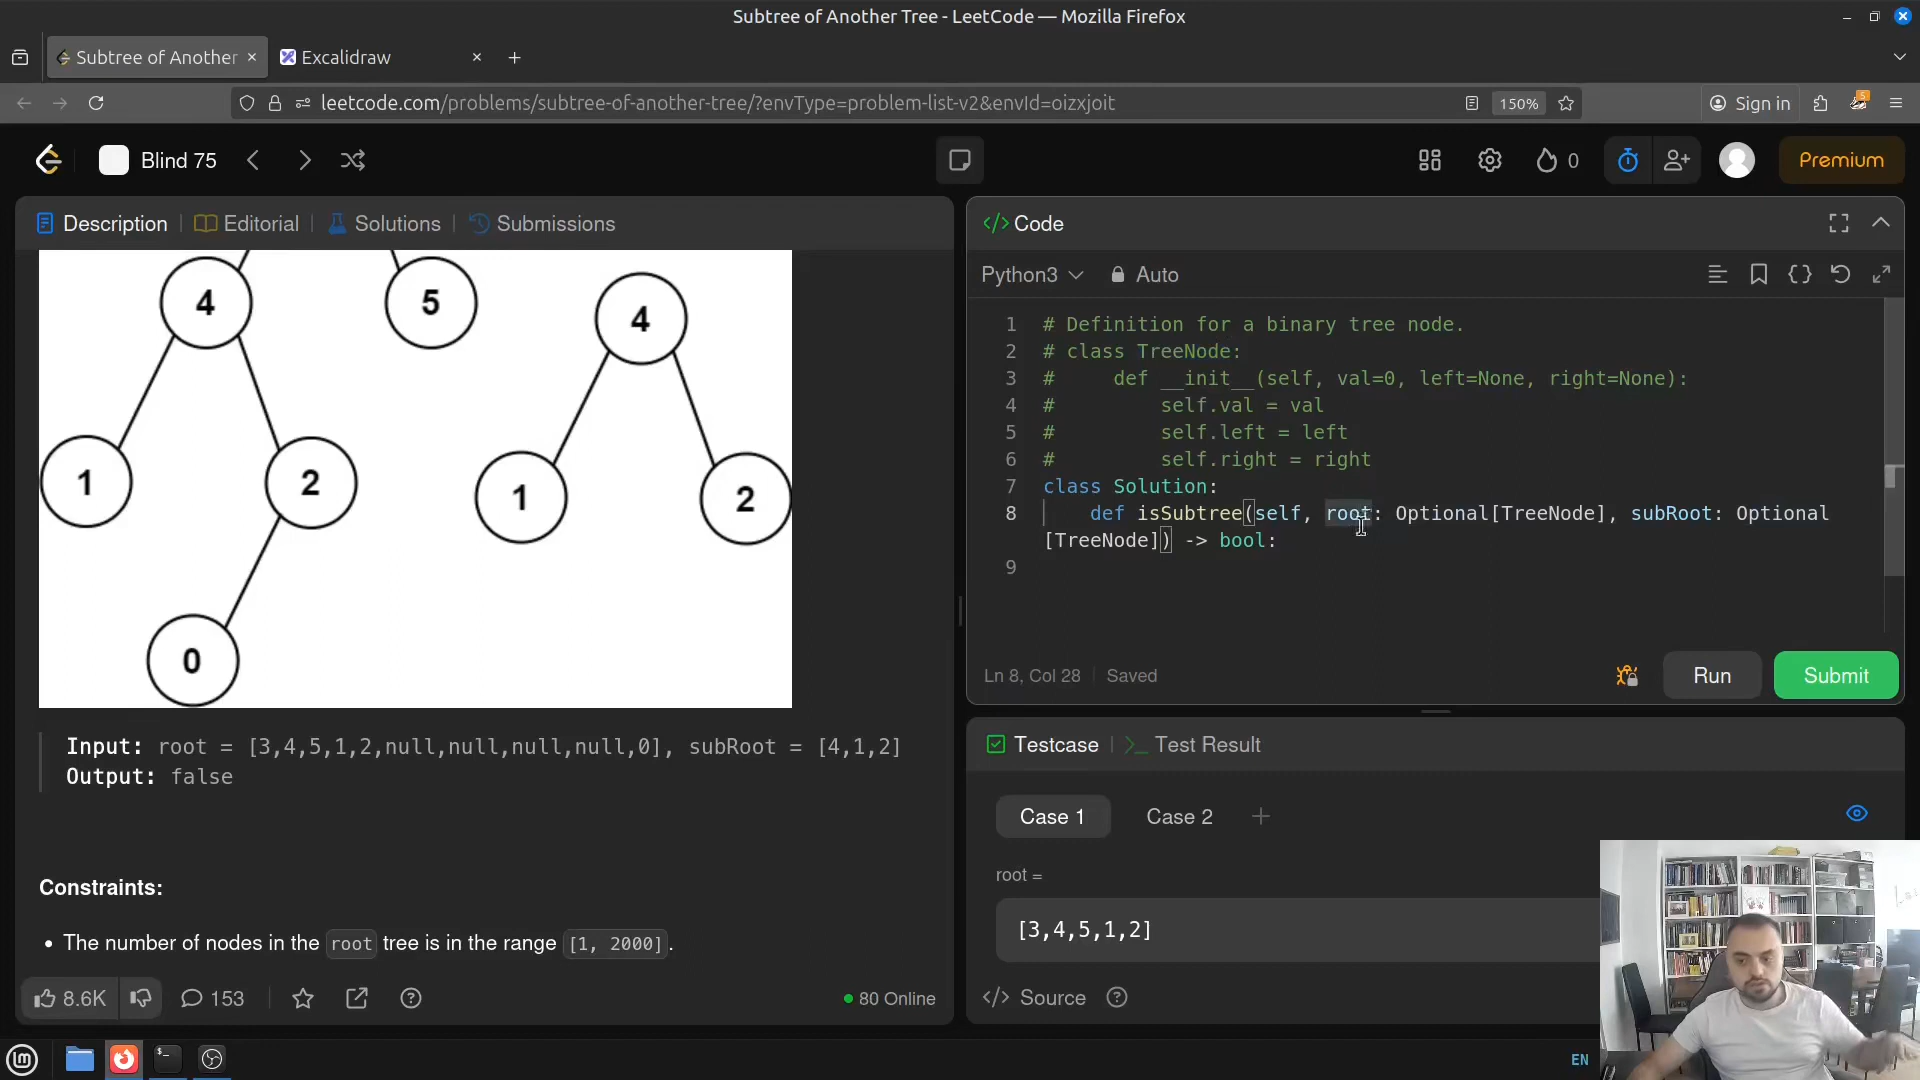 Subtree of Another Tree - LeetCode — Mozilla Firefox
Subtree of Another
Excalidraw
leetcode.com/problems/subtree-of-another-tree/?envType=problem-list-v2&envId=oizxjoit
150%
Sign in
5
Blind 75
0
Premium
Description
Editorial
Solutions
Submissions
4
5
4
1
2
1
2
0
Input: root = [3,4,5,1,2,null,null,null,null,0], subRoot = [4,1,2]
Output: false
Constraints:
• The number of nodes in the root tree is in the range [1, 2000].
8.6K
153
80 Online
</> Code
Python3
Auto
1 # Definition for a binary tree node.
2 # class TreeNode:
3 #     def __init__(self, val=0, left=None, right=None):
4 #         self.val = val
5 #         self.left = left
6 #         self.right = right
7 class Solution:
8     def isSubtree(self, root: Optional[TreeNode], subRoot: Optional
[TreeNode]) -> bool:
9
Ln 8, Col 28
Saved
Run
Submit
Testcase
>_ Test Result
Case 1
Case 2
root =
[3,4,5,1,2]
</> Source
EN